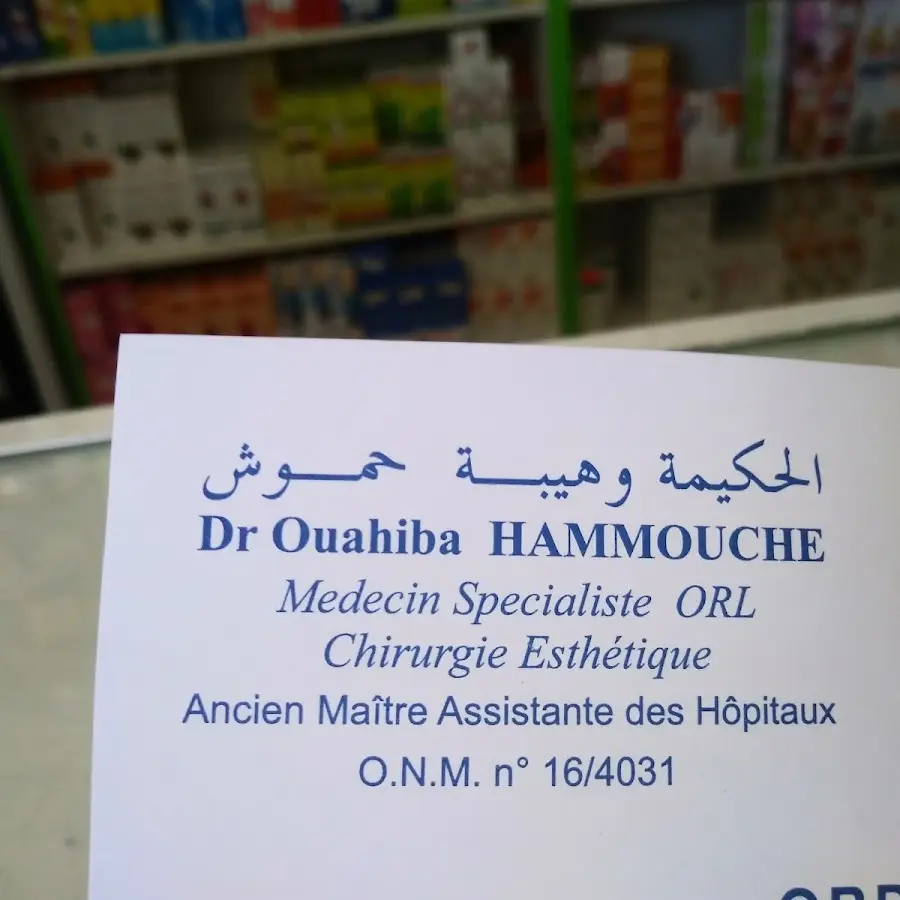 الحكيمة وهيبة حموش
Dr Ouahiba HAMMOUCHE
Medecin Specialiste ORL
Chirurgie Esthétique
Ancien Maître Assistante des Hôpitaux
O.N.M. n° 16/4031